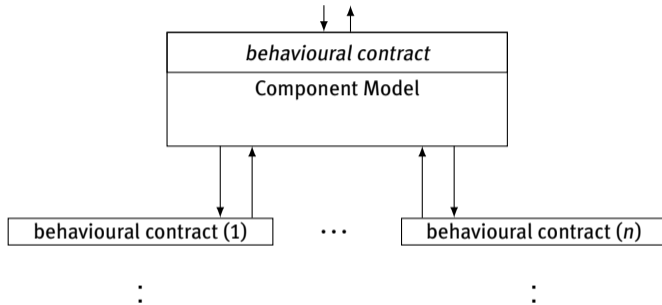 behavioural contract
Component Model
behavioural contract (1) ... behavioural contract (n)